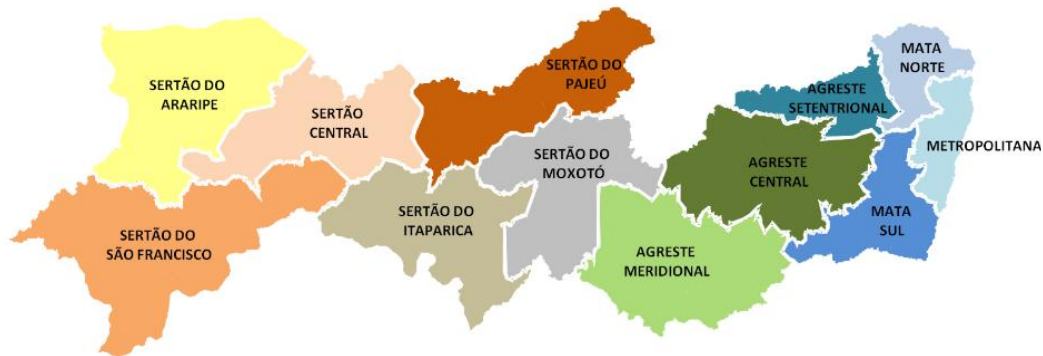 SERTÃO DO
ARARIPE
SERTÃO
CENTRAL
SERTÃO DO
PAJEÚ
AGRESTE
SETENTRIONAL
MATA
NORTE
METROPOLITANA
SERTÃO DO
SÃO FRANCISCO
SERTÃO DO
ITAPARICA
SERTÃO DO
MOXOTÓ
AGRESTE
CENTRAL
AGRESTE
MERIDIONAL
MATA
SUL